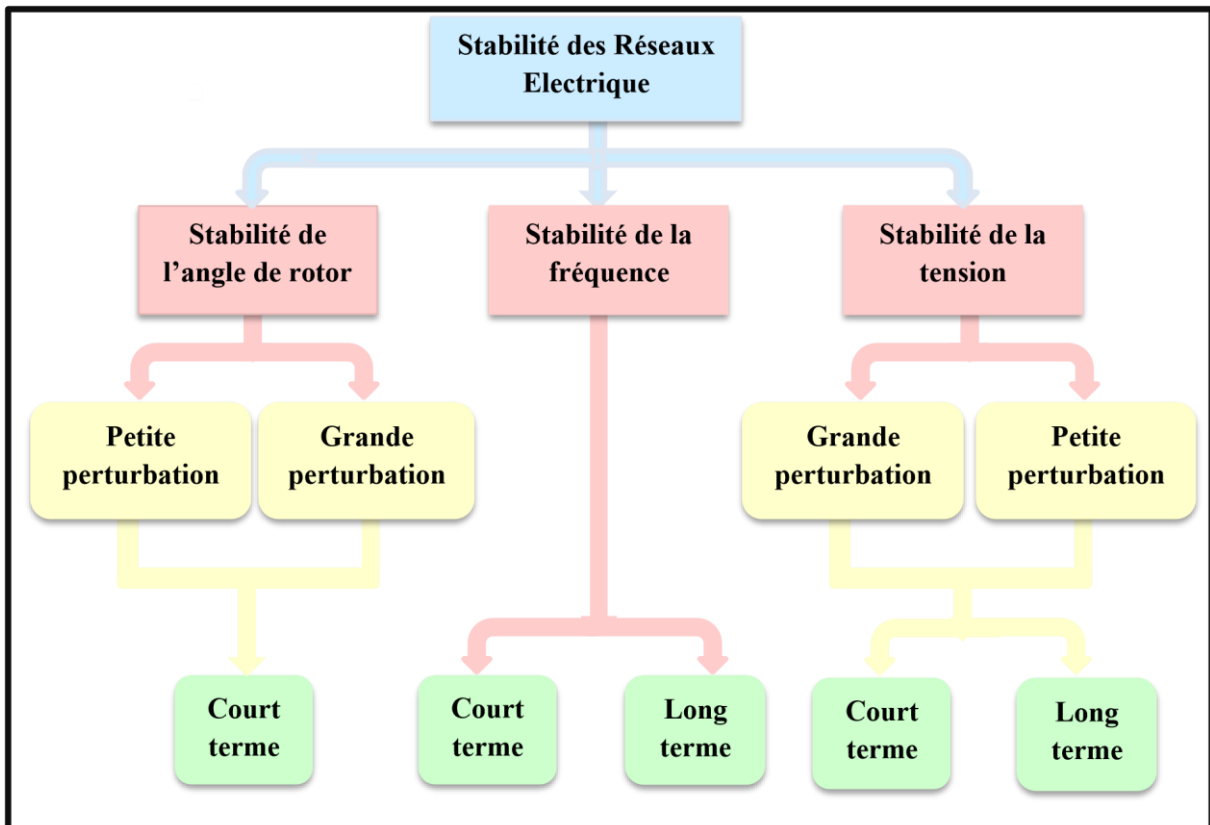 Stabilité des Réseaux
Electrique
Stabilité de
l’angle de rotor
Stabilité de la
fréquence
Stabilité de la
tension
Petite
perturbation
Grande
perturbation
Grande
perturbation
Petite
perturbation
Court
terme
Court
terme
Long
terme
Court
terme
Long
terme